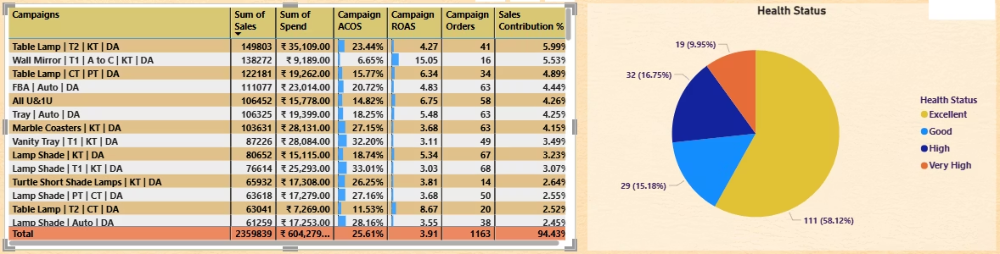 Campaigns Sum of Sales Sum of Spend Campaign ACOS Campaign ROAS Campaign Orders Sales Contribution %
Table Lamp | T2 | KT | DA 149803 ₹ 35,109.00 23.44% 4.27 41 5.99%
Wall Mirror | T1 | A to C | KT | DA 138272 ₹ 9,189.00 6.65% 15.05 16 5.53%
Table Lamp | CT | PT | DA 122181 ₹ 19,262.00 15.77% 6.34 34 4.89%
FBA | Auto | DA 111077 ₹ 23,014.00 20.72% 4.83 63 4.44%
All U&1U 106452 ₹ 15,778.00 14.82% 6.75 58 4.26%
Tray | Auto | DA 106325 ₹ 19,399.00 18.25% 5.48 63 4.25%
Marble Coasters | KT | DA 103631 ₹ 28,131.00 27.15% 3.68 63 4.15%
Vanity Tray | T1 | KT | DA 87226 ₹ 28,084.00 32.20% 3.11 49 3.49%
Lamp Shade | KT | DA 80652 ₹ 15,115.00 18.74% 5.34 67 3.23%
Lamp Shade | T1 | KT | DA 76614 ₹ 25,293.00 33.01% 3.03 68 3.07%
Turtle Short Shade Lamps | KT | DA 65932 ₹ 17,308.00 26.25% 3.81 14 2.64%
Lamp Shade | PT | CT | DA 63618 ₹ 17,279.00 27.16% 3.68 50 2.55%
Table Lamp | T2 | CT | DA 63041 ₹ 7,269.00 11.53% 8.67 20 2.52%
Lamp Shade | Auto | DA 61259 ₹ 17,253.00 28.16% 3.55 38 2.45%
Total 2359839 ₹ 604,279... 25.61% 3.91 1163 94.43%
Health Status
19 (9.95%)
32 (16.75%)
29 (15.18%)
111 (58.12%)
Health Status
Excellent
Good
High
Very High